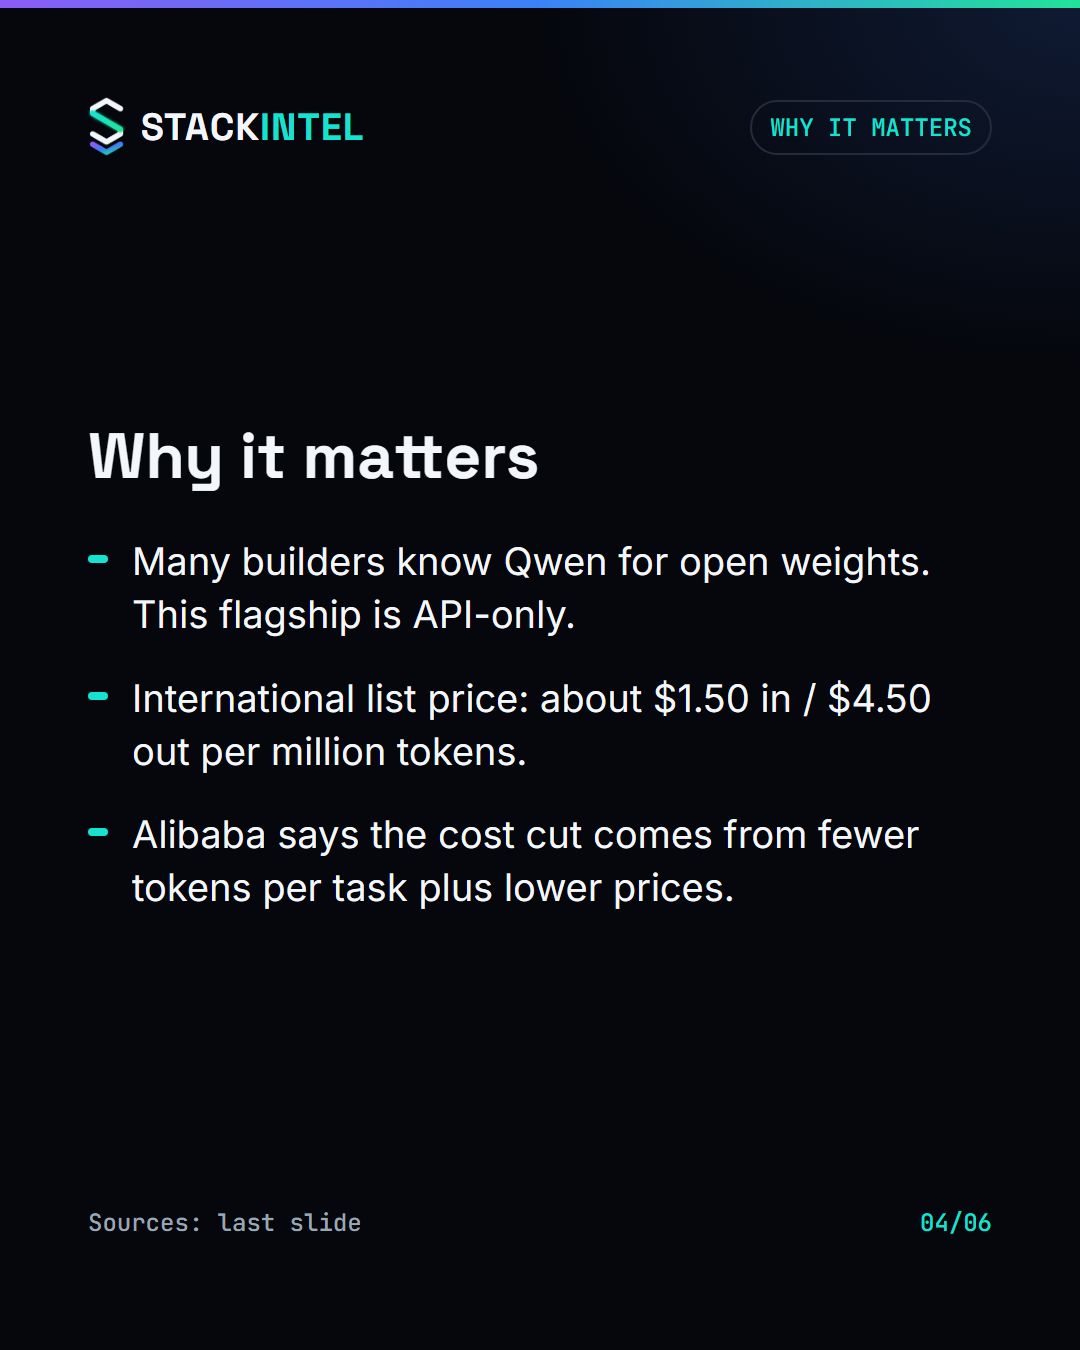 STACKINTEL
WHY IT MATTERS
Why it matters
Many builders know Qwen for open weights.
This flagship is API-only.
International list price: about $1.50 in / $4.50
out per million tokens.
Alibaba says the cost cut comes from fewer
tokens per task plus lower prices.
Sources: last slide
04/06